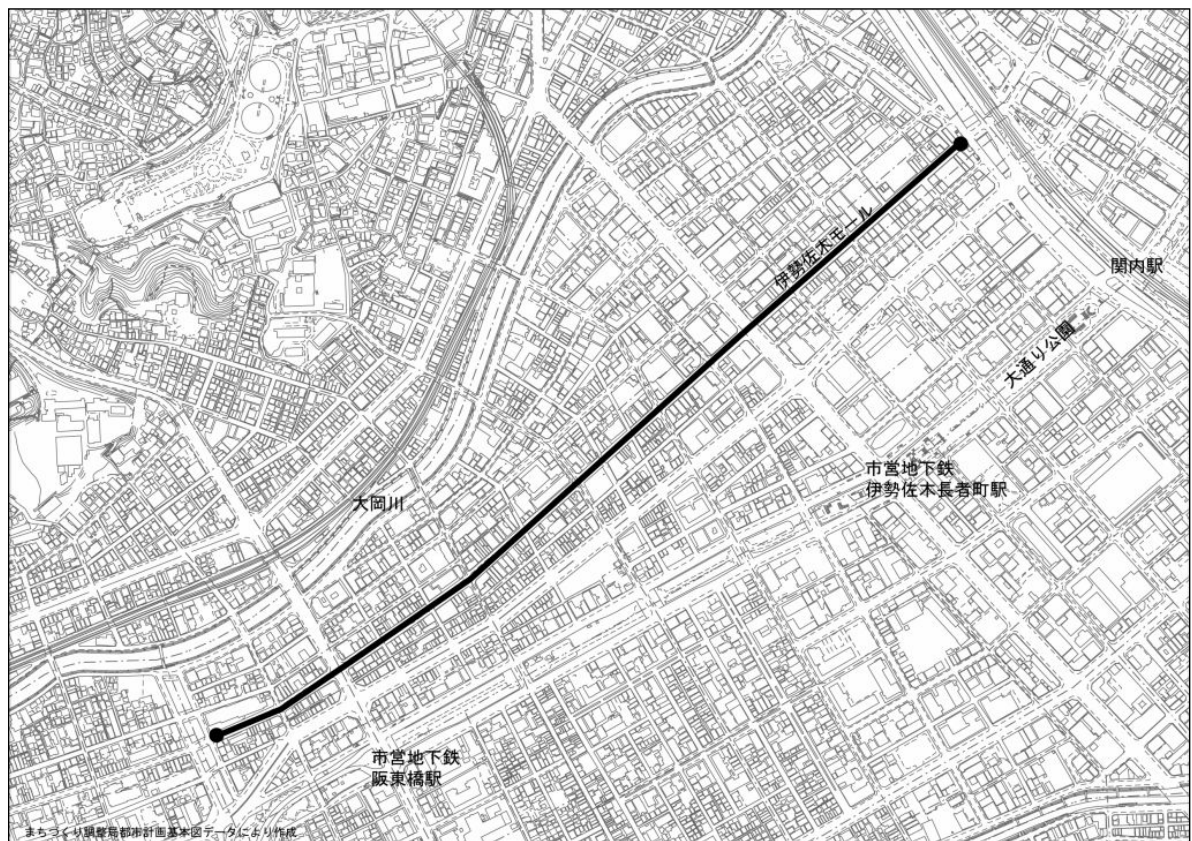 伊勢佐木モール
関内駅
大通り公園
市営地下鉄
伊勢佐木長者町駅
大岡川
市営地下鉄
阪東橋駅
まちづくり調整局都市計画基本図データにより作成